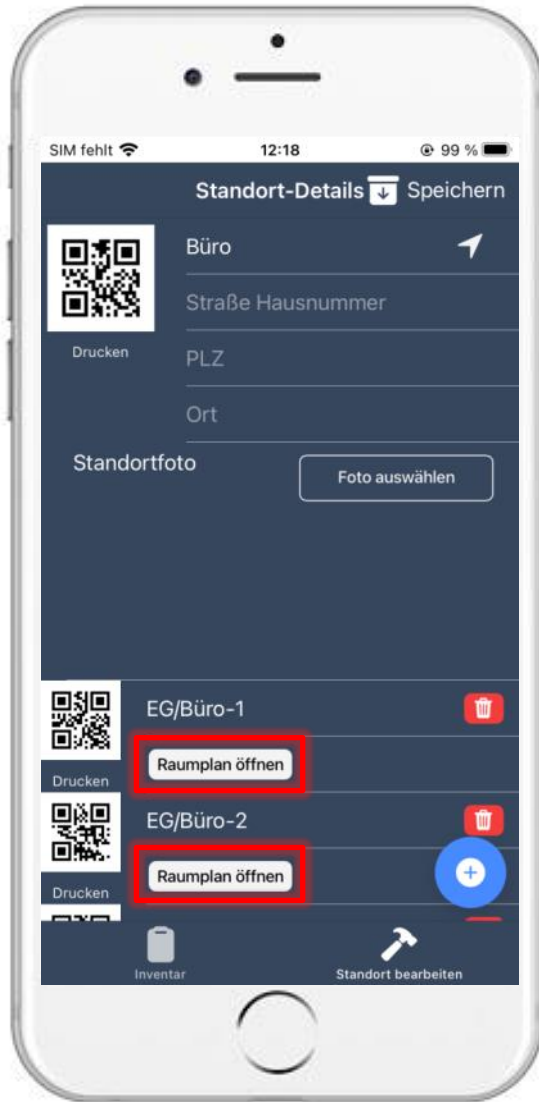 SIM fehlt 12:18 99 %
Standort-Details Speichern
Büro
Straße Hausnummer
Drucken
PLZ
Ort
Standortfoto
Foto auswählen
EG/Büro-1
Raumplan öffnen
Drucken
EG/Büro-2
Raumplan öffnen
Drucken
Inventar
Standort bearbeiten